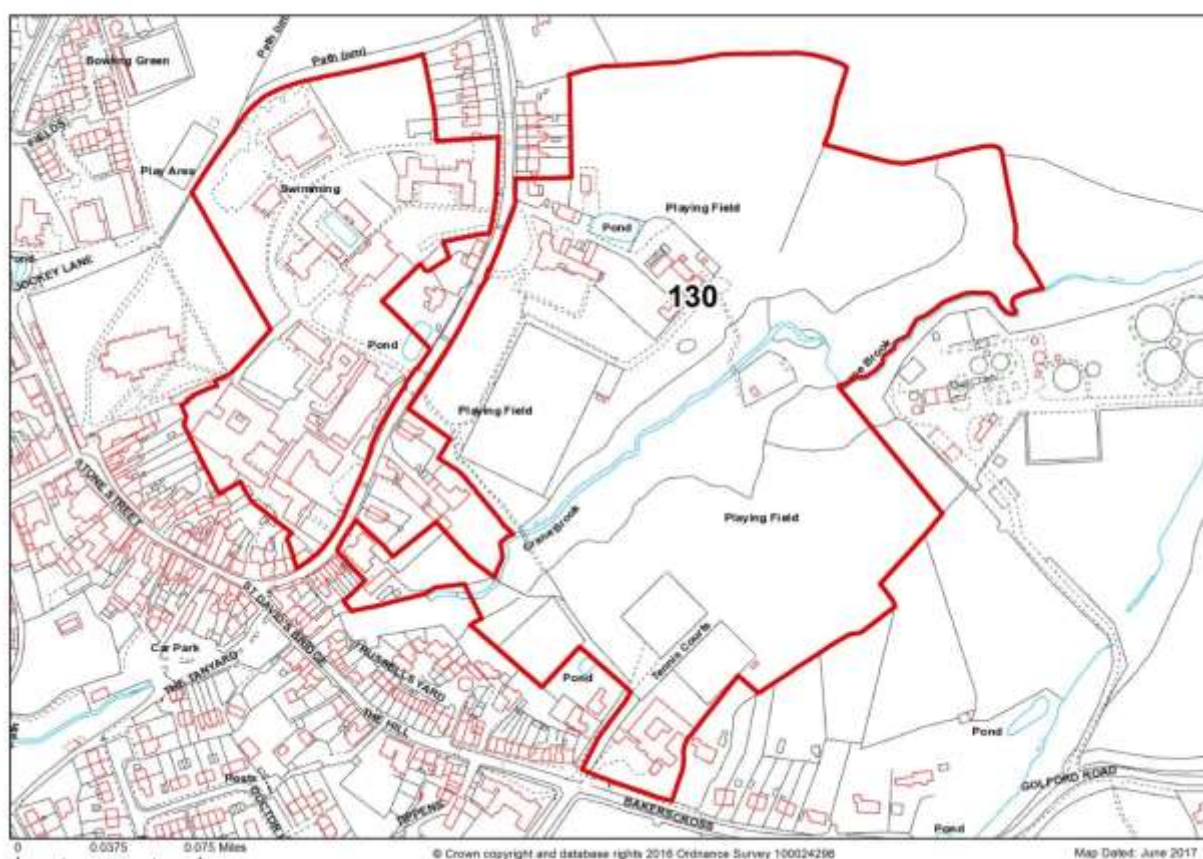 Bowling Green
Path (um)
Path (um)
FIELDS
Play Area
Swimming
Playing Field
Pond
130
JOCKEY LANE
Pond
Playing Field
Crane Brook
Playing Field
STONE STREET
ST DAVID'S BRIDGE
Car Park
THE TANYARD
RUSSELLS YARD
Tennis Courts
Pond
THE HILL
Pond
Posts
GOLFORD ROAD
BAKERSCROSS
Pond
0 0.0375 0.075 Miles
© Crown copyright and database rights 2016 Ordnance Survey 100024298
Map Dated: June 2017